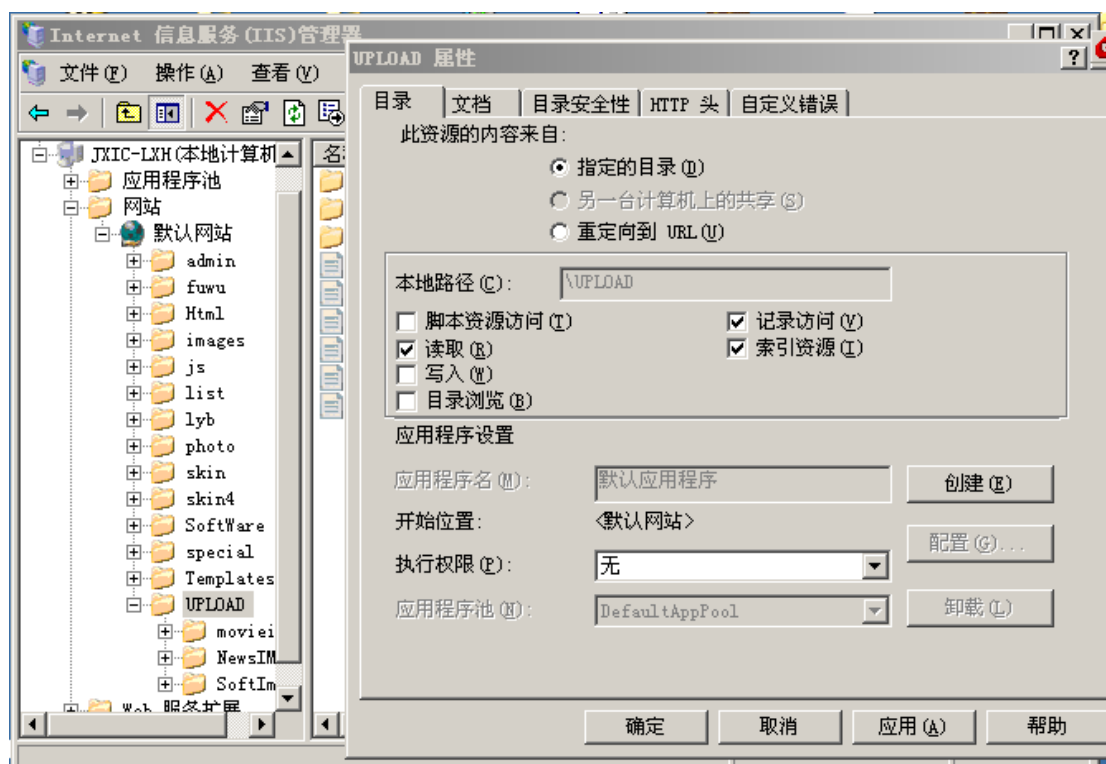 Internet 信息服务(IIS)管理器
文件(F) 操作(A) 查看(V)
JXIC-LXH(本地计算机
应用程序池
网站
默认网站
admin
fuwu
Html
images
js
list
lyb
photo
skin
skin4
SoftWare
special
Templates
UPLOAD
moviei
NewsIM
SoftIm
Web 服务扩展
UPLOAD 属性
目录 文档 目录安全性 HTTP 头 自定义错误
此资源的内容来自:
指定的目录(D)
另一台计算机上的共享(S)
重定向到 URL(U)
本地路径(C): \UPLOAD
脚本资源访问(T) 记录访问(V)
读取(R) 索引资源(I)
写入(W)
目录浏览(B)
应用程序设置
应用程序名(M): 默认应用程序 创建(E)
开始位置: <默认网站>
配置(G)...
执行权限(P): 无
应用程序池(N): DefaultAppPool 卸载(L)
确定 取消 应用(A) 帮助